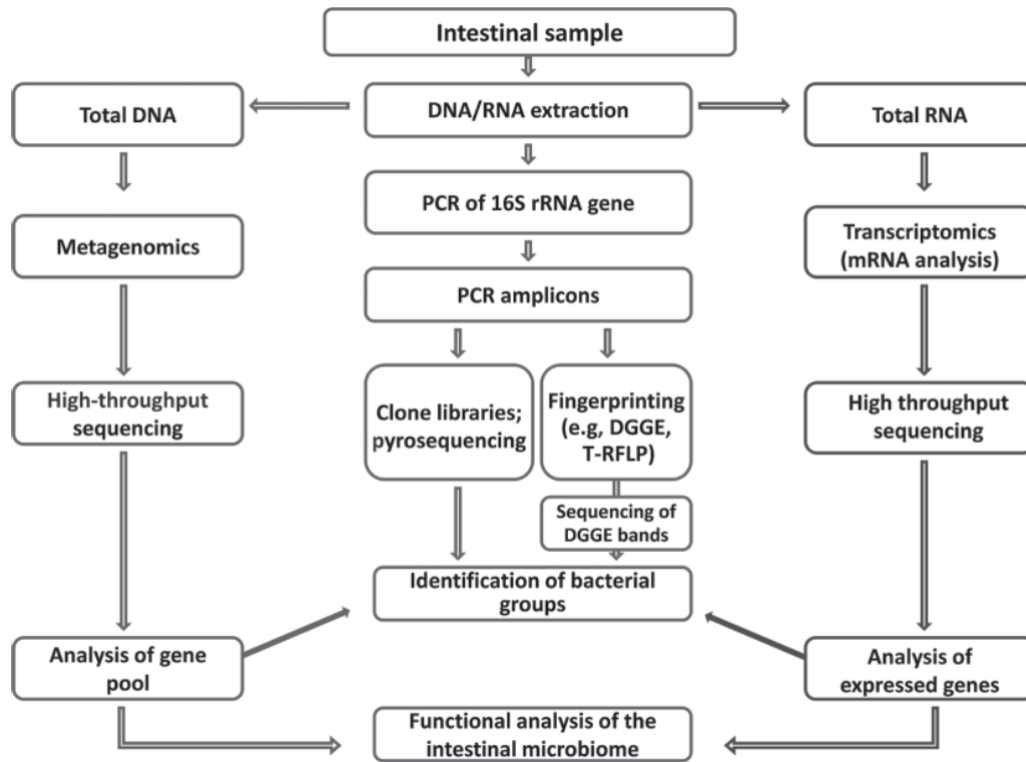 Intestinal sample
Total DNA
DNA/RNA extraction
Total RNA
PCR of 16S rRNA gene
Metagenomics
Transcriptomics
(mRNA analysis)
PCR amplicons
High-throughput
sequencing
Clone libraries;
pyrosequencing
Fingerprinting
(e.g, DGGE,
T-RFLP)
High throughput
sequencing
Sequencing of
DGGE bands
Identification of bacterial
groups
Analysis of gene
pool
Analysis of
expressed genes
Functional analysis of the
intestinal microbiome